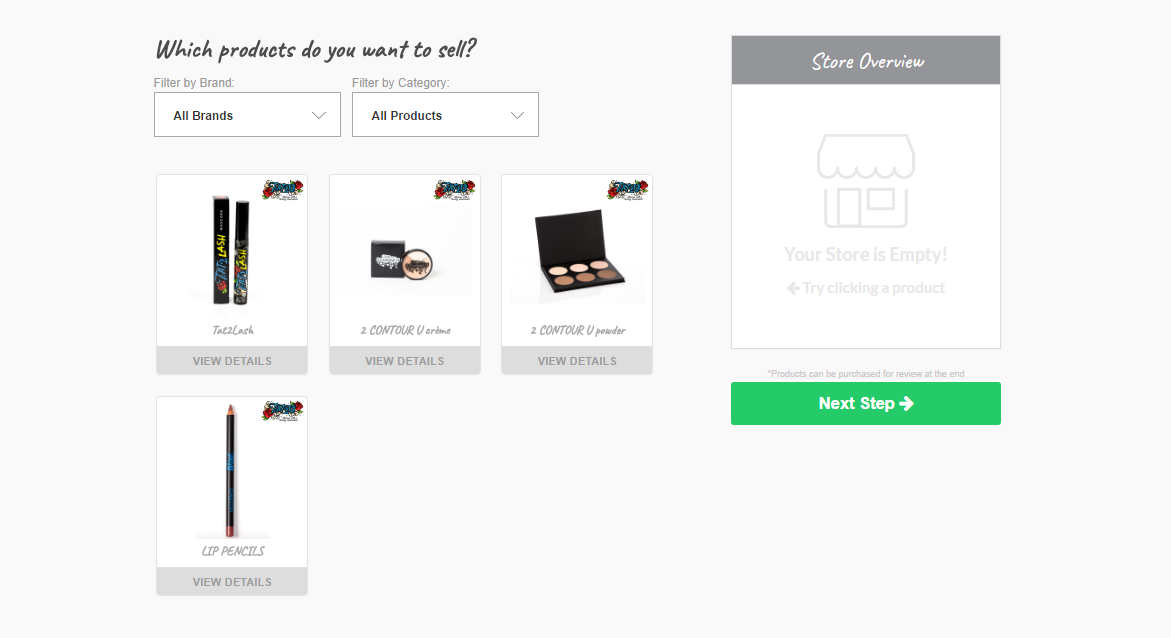 Which products do you want to sell?
Filter by Brand:
Filter by Category:
All Brands
All Products
Tat2Lash
VIEW DETAILS
2 CONTOUR U crème
VIEW DETAILS
2 CONTOUR U powder
VIEW DETAILS
LIP PENCILS
VIEW DETAILS
Store Overview
Your Store is Empty!
Try clicking a product
*Products can be purchased for review at the end
Next Step